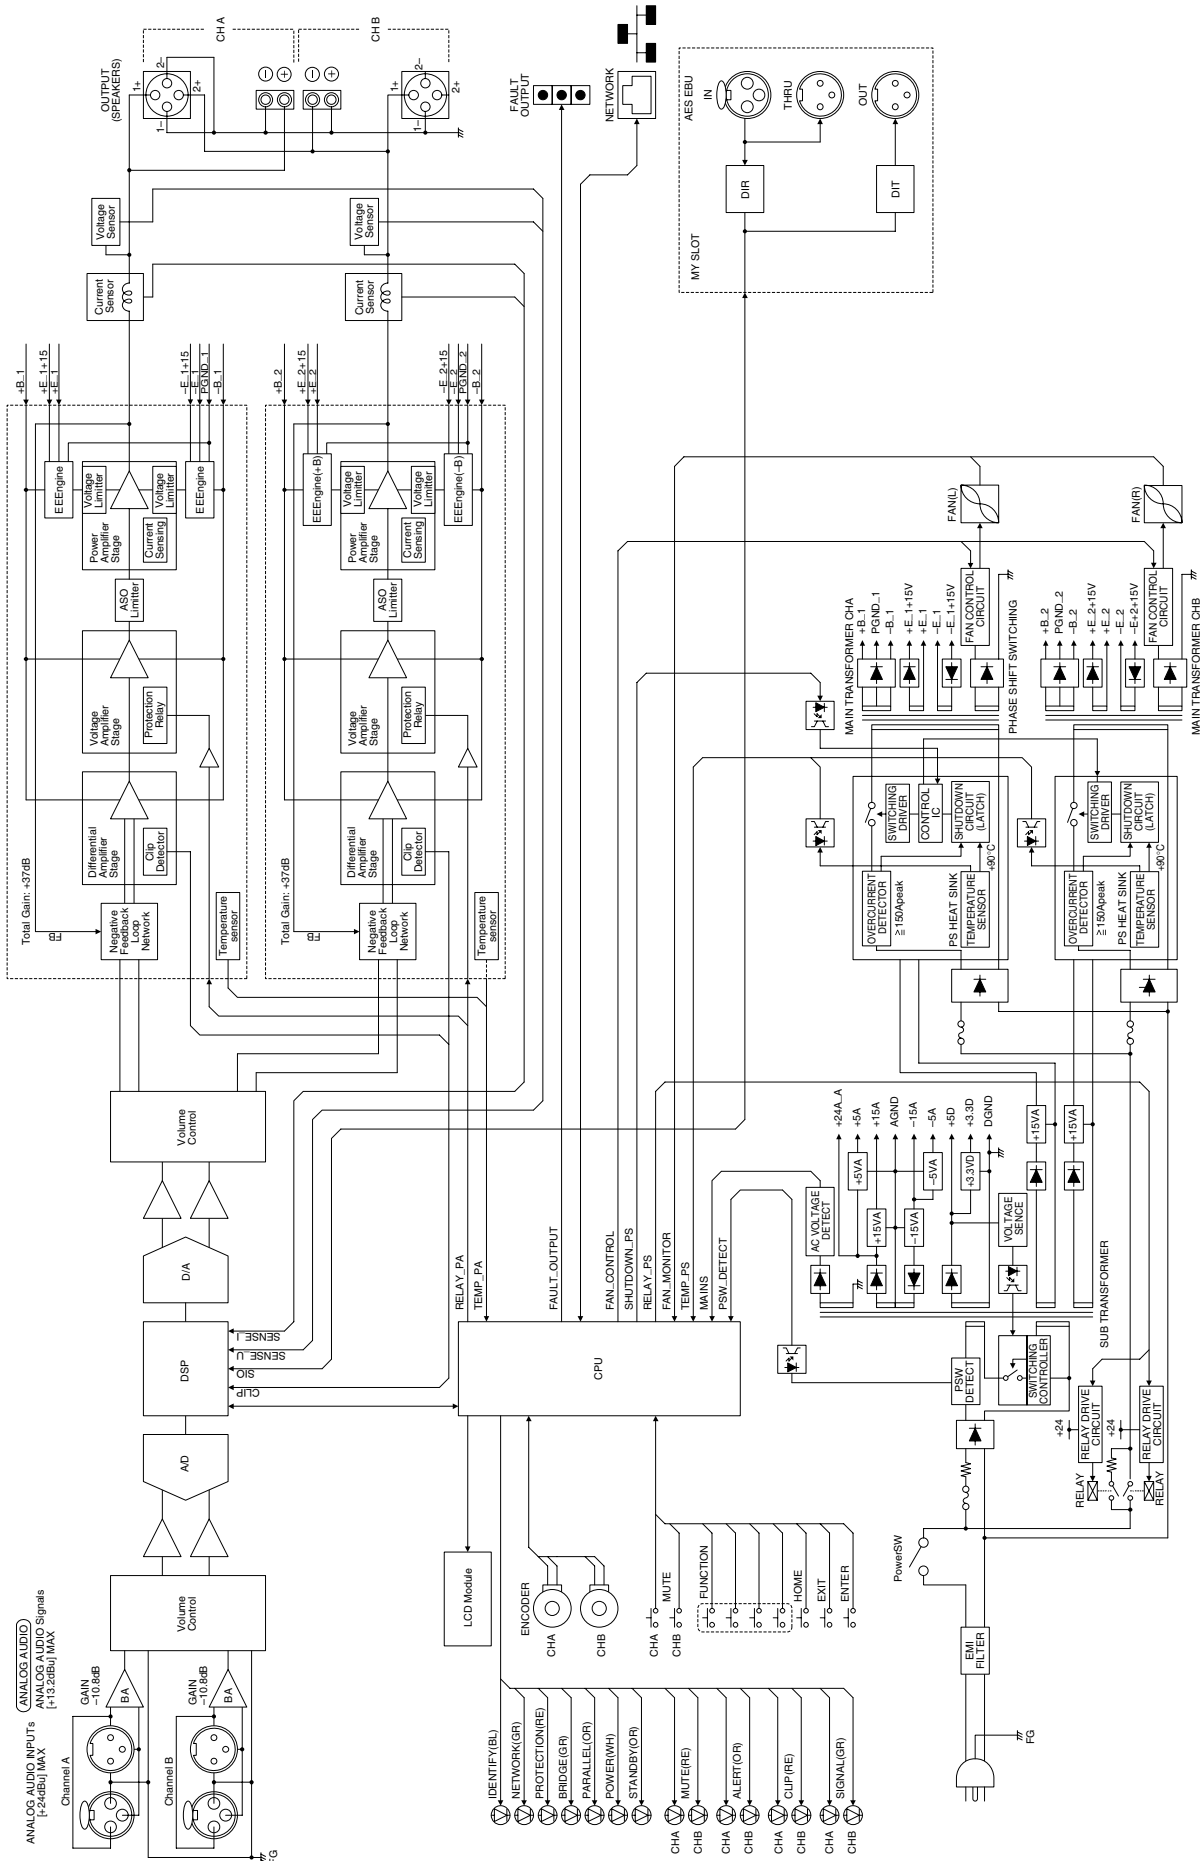 ANALOG AUDIO INPUTs
[+24dBu] MAX
ANALOG AUDIO
ANALOG AUDIO Signals
[+13.2dBu] MAX
Channel A
GAIN
−10.8dB
BA
Channel B
GAIN
−10.8dB
BA
FG
Volume
Control
A/D
DSP
CLIP
SIO
SENSE_U
SENSE_I
D/A
Volume
Control
Total Gain: +37dB
FB
Negative
Feedback
Loop
Network
Temperature
sensor
Differential
Amplifier
Stage
Clip
Detector
Voltage
Amplifier
Stage
Protection
Relay
ASO
Limitter
Power
Amplifier
Stage
Current
Sensing
Voltage
Limitter
Voltage
Limitter
EEEngine
EEEngine
+B_1
+E_1+15
+E_1
−E_1+15
−E_1
PGND_1
−B_1
Current
Sensor
Voltage
Sensor
Total Gain: +37dB
FB
Negative
Feedback
Loop
Network
Temperature
sensor
Differential
Amplifier
Stage
Clip
Detector
Voltage
Amplifier
Stage
Protection
Relay
ASO
Limitter
Power
Amplifier
Stage
Current
Sensing
Voltage
Limitter
Voltage
Limitter
EEEngine(+B)
EEEngine(−B)
+B_2
+E_2+15
+E_2
−E_2+15
−E_2
PGND_2
−B_2
Current
Sensor
Voltage
Sensor
OUTPUT
(SPEAKERS)
1+
2−
1−
2+
CH A
− +
− +
CH B
1+
1−
2+
FAULT
OUTPUT
NETWORK
MY SLOT
AES EBU
IN
THRU
OUT
DIR
DIT
LCD Module
CPU
RELAY_PA
TEMP_PA
FAULT_OUTPUT
FAN_CONTROL
SHUTDOWN_PS
RELAY_PS
FAN_MONITOR
TEMP_PS
MAINS
PSW_DETECT
ENCODER
CHA
CHB
MUTE
CHA
CHB
FUNCTION
HOME
EXIT
ENTER
IDENTIFY(BL)
NETWORK(GR)
PROTECTION(RE)
BRIDGE(GR)
PARALLEL(OR)
POWER(WH)
STANDBY(OR)
MUTE(RE)
CHA
CHB
ALERT(OR)
CHA
CHB
CLIP(RE)
CHA
CHB
SIGNAL(GR)
CHA
CHB
FG
EMI
FILTER
PowerSW
PSW
DETECT
SWITCHING
CONTROLLER
RELAY
RELAY DRIVE
CIRCUIT
+24
RELAY
RELAY DRIVE
CIRCUIT
+24
SUB TRANSFORMER
AC VOLTAGE
DETECT
+15VA
+5VA
−15VA
−5VA
+3.3VD
VOLTAGE
SENCE
+15VA
+15VA
+24A_A
+5A
+15A
AGND
−15A
−5A
+5D
+3.3D
DGND
OVERCURRENT
DETECTOR
≧150Apeak
PS HEAT SINK
TEMPERATURE
SENSOR
+90°C
SWITCHING
DRIVER
CONTROL
IC
SHUTDOWN
CIRCUIT
(LATCH)
OVERCURRENT
DETECTOR
≧150Apeak
PS HEAT SINK
TEMPERATURE
SENSOR
+90°C
SWITCHING
DRIVER
SHUTDOWN
CIRCUIT
(LATCH)
MAIN TRANSFORMER CHA
+B_1
PGND_1
−B_1
+E_1+15V
+E_1
−E_1
−E_1+15V
FAN CONTROL
CIRCUIT
FAN(L)
PHASE SHIFT SWITCHING
+B_2
PGND_2
−B_2
+E_2+15V
+E_2
−E_2
−E+2+15V
FAN CONTROL
CIRCUIT
FAN(R)
MAIN TRANSFORMER CHB